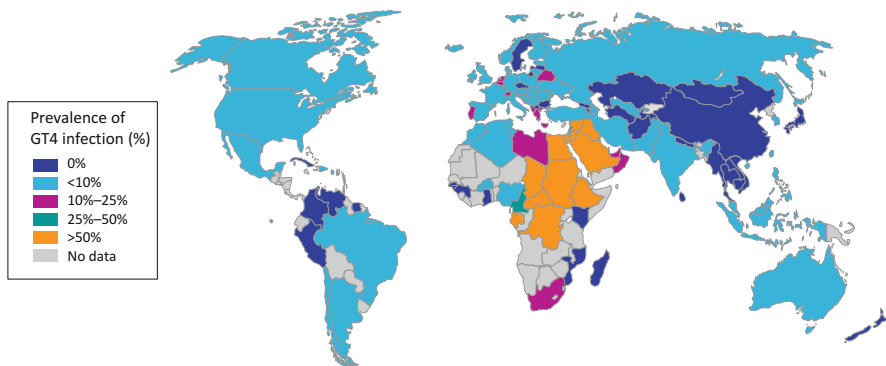 Prevalence of
GT4 infection (%)
0%
<10%
10%–25%
25%–50%
>50%
No data